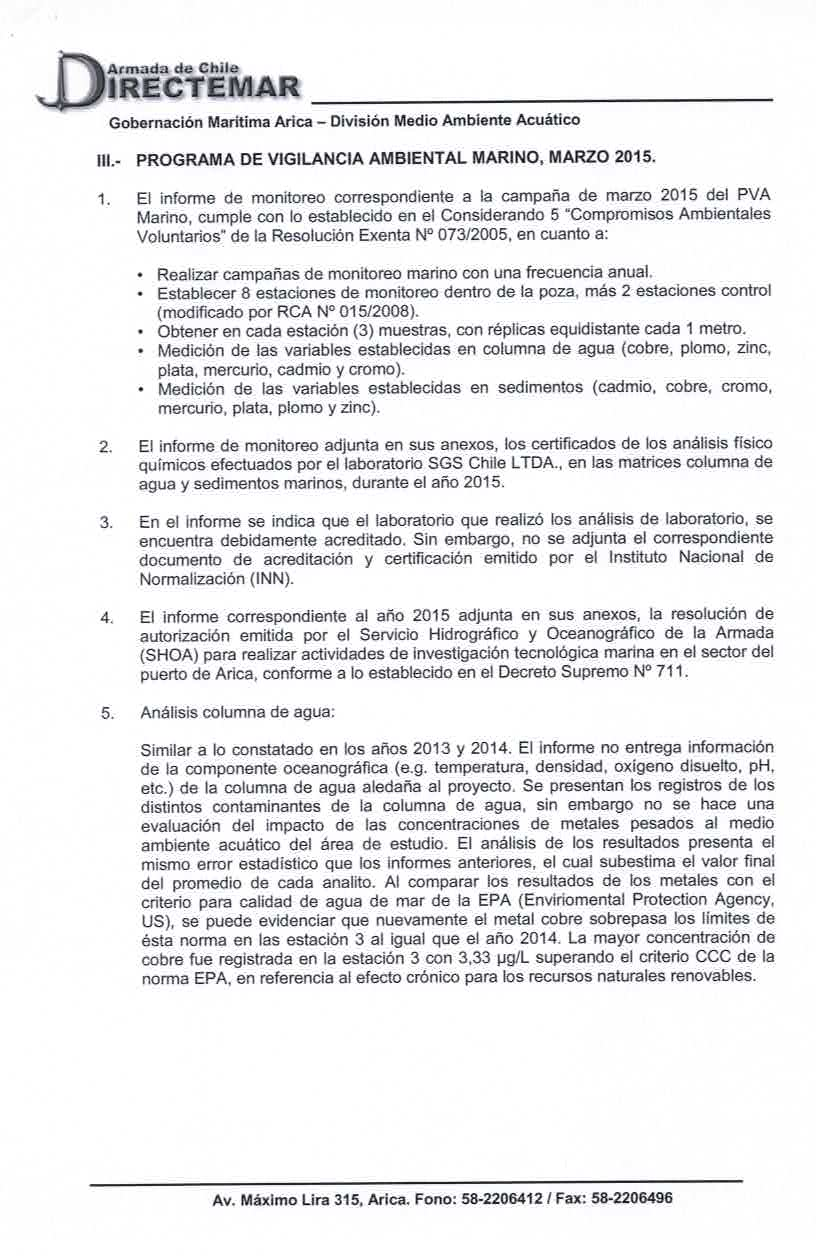 Armada de Chile
DIRECTEMAR
Gobernación Marítima Arica – División Medio Ambiente Acuático
III.- PROGRAMA DE VIGILANCIA AMBIENTAL MARINO, MARZO 2015.
1. El informe de monitoreo correspondiente a la campaña de marzo 2015 del PVA
Marino, cumple con lo establecido en el Considerando 5 "Compromisos Ambientales
Voluntarios" de la Resolución Exenta Nº 073/2005, en cuanto a:
• Realizar campañas de monitoreo marino con una frecuencia anual.
• Establecer 8 estaciones de monitoreo dentro de la poza, más 2 estaciones control
(modificado por RCA Nº 015/2008).
• Obtener en cada estación (3) muestras, con réplicas equidistante cada 1 metro.
• Medición de las variables establecidas en columna de agua (cobre, plomo, zinc,
plata, mercurio, cadmio y cromo).
• Medición de las variables establecidas en sedimentos (cadmio, cobre, cromo,
mercurio, plata, plomo y zinc).
2. El informe de monitoreo adjunta en sus anexos, los certificados de los análisis físico
químicos efectuados por el laboratorio SGS Chile LTDA., en las matrices columna de
agua y sedimentos marinos, durante el año 2015.
3. En el informe se indica que el laboratorio que realizó los análisis de laboratorio, se
encuentra debidamente acreditado. Sin embargo, no se adjunta el correspondiente
documento de acreditación y certificación emitido por el Instituto Nacional de
Normalización (INN).
4. El informe correspondiente al año 2015 adjunta en sus anexos, la resolución de
autorización emitida por el Servicio Hidrográfico y Oceanográfico de la Armada
(SHOA) para realizar actividades de investigación tecnológica marina en el sector del
puerto de Arica, conforme a lo establecido en el Decreto Supremo Nº 711.
5. Análisis columna de agua:
Similar a lo constatado en los años 2013 y 2014. El informe no entrega información
de la componente oceanográfica (e.g. temperatura, densidad, oxígeno disuelto, pH,
etc.) de la columna de agua aledaña al proyecto. Se presentan los registros de los
distintos contaminantes de la columna de agua, sin embargo no se hace una
evaluación del impacto de las concentraciones de metales pesados al medio
ambiente acuático del área de estudio. El análisis de los resultados presenta el
mismo error estadístico que los informes anteriores, el cual subestima el valor final
del promedio de cada analito. Al comparar los resultados de los metales con el
criterio para calidad de agua de mar de la EPA (Enviriomental Protection Agency,
US), se puede evidenciar que nuevamente el metal cobre sobrepasa los límites de
ésta norma en las estación 3 al igual que el año 2014. La mayor concentración de
cobre fue registrada en la estación 3 con 3,33 µg/L superando el criterio CCC de la
norma EPA, en referencia al efecto crónico para los recursos naturales renovables.
Av. Máximo Lira 315, Arica. Fono: 58-2206412 / Fax: 58-2206496